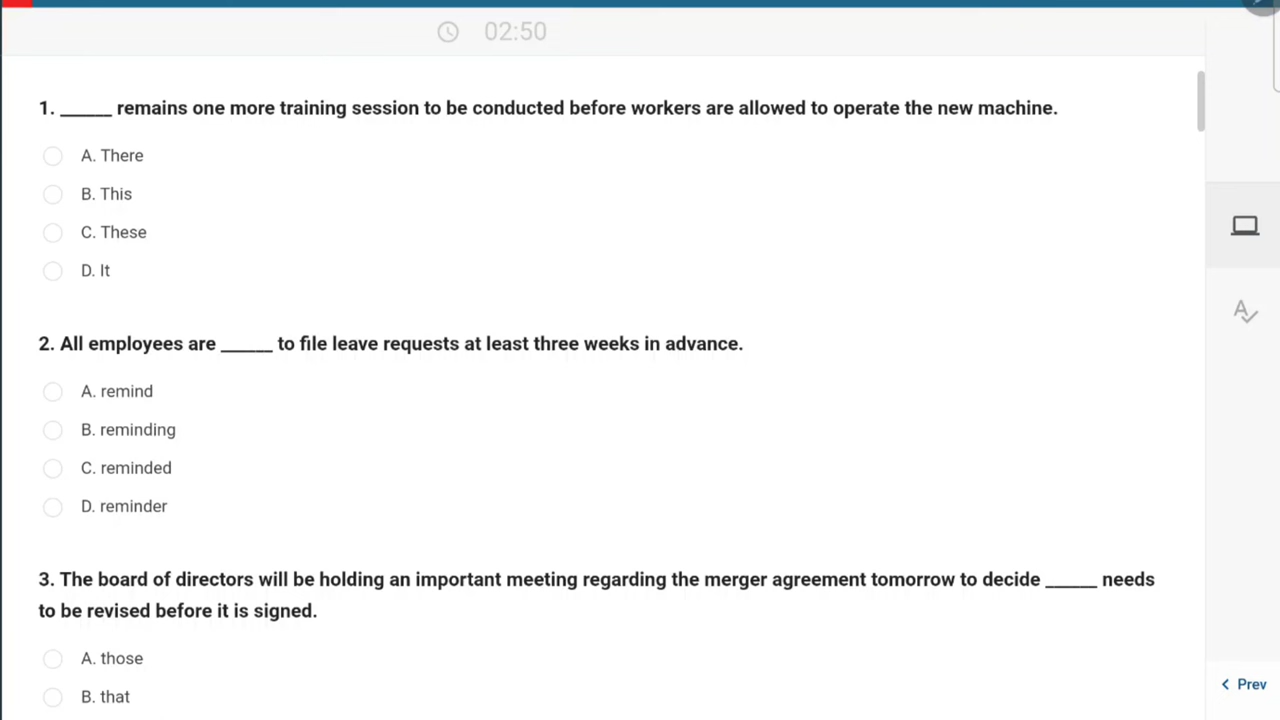 02:50
1. _____ remains one more training session to be conducted before workers are allowed to operate the new machine.
A. There
B. This
C. These
D. It
2. All employees are _____ to file leave requests at least three weeks in advance.
A. remind
B. reminding
C. reminded
D. reminder
3. The board of directors will be holding an important meeting regarding the merger agreement tomorrow to decide _____ needs
to be revised before it is signed.
A. those
B. that
Prev